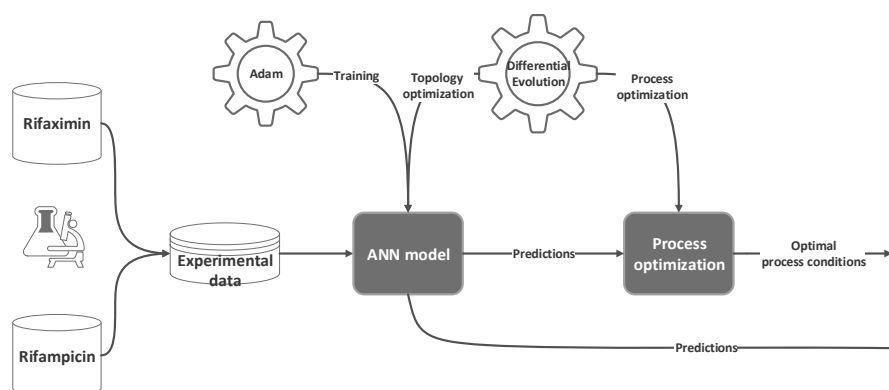 Adam
Training
Topology
optimization
Differential
Evolution
Process
optimization
Rifaximin
Experimental
data
ANN model
Predictions
Process
optimization
Optimal
process conditions
Rifampicin
Predictions